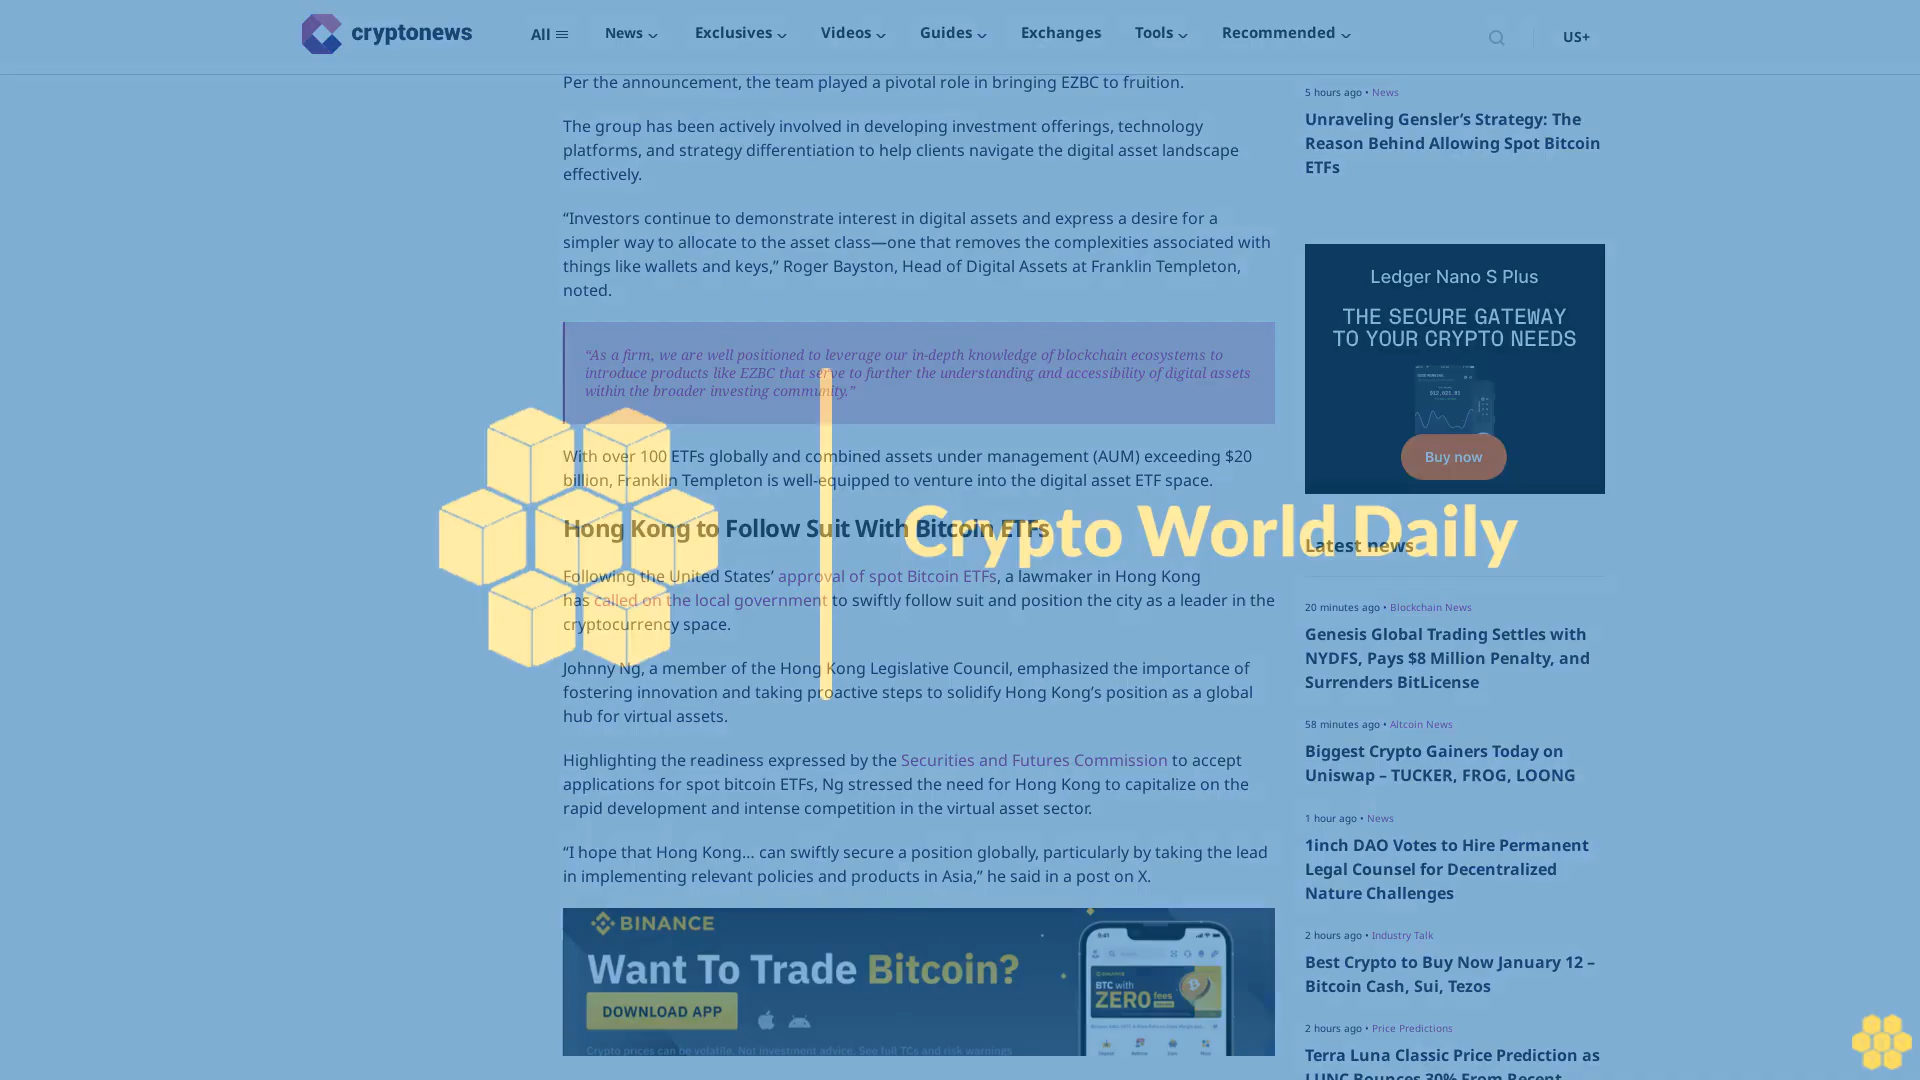 cryptonews
All
News
Exclusives
Videos
Guides
Exchanges
Tools
Recommended
US+
Per the announcement, the team played a pivotal role in bringing EZBC to fruition.
The group has been actively involved in developing investment offerings, technology
platforms, and strategy differentiation to help clients navigate the digital asset landscape
effectively.
“Investors continue to demonstrate interest in digital assets and express a desire for a
simpler way to allocate to the asset class—one that removes the complexities associated with
things like wallets and keys,” Roger Bayston, Head of Digital Assets at Franklin Templeton,
noted.
“As a firm, we are well positioned to leverage our in-depth knowledge of blockchain ecosystems to
introduce products like EZBC that serve to further the understanding and accessibility of digital assets
within the broader investing community.”
With over 100 ETFs globally and combined assets under management (AUM) exceeding $20
billion, Franklin Templeton is well-equipped to venture into the digital asset ETF space.
Hong Kong to Follow Suit With Bitcoin ETFs
Following the United States’ approval of spot Bitcoin ETFs, a lawmaker in Hong Kong
has called on the local government to swiftly follow suit and position the city as a leader in the
cryptocurrency space.
Johnny Ng, a member of the Hong Kong Legislative Council, emphasized the importance of
fostering innovation and taking proactive steps to solidify Hong Kong’s position as a global
hub for virtual assets.
Highlighting the readiness expressed by the Securities and Futures Commission to accept
applications for spot bitcoin ETFs, Ng stressed the need for Hong Kong to capitalize on the
rapid development and intense competition in the virtual asset sector.
“I hope that Hong Kong… can swiftly secure a position globally, particularly by taking the lead
in implementing relevant policies and products in Asia,” he said in a post on X.
BINANCE
Want To Trade Bitcoin?
DOWNLOAD APP
Crypto prices can be volatile. Not investment advice. See full TCs and risk warnings
9:41
BTC with
ZERO fees
Crypto World Daily
5 hours ago • News
Unraveling Gensler’s Strategy: The
Reason Behind Allowing Spot Bitcoin
ETFs
Ledger Nano S Plus
THE SECURE GATEWAY
TO YOUR CRYPTO NEEDS
Buy now
Latest news
20 minutes ago • Blockchain News
Genesis Global Trading Settles with
NYDFS, Pays $8 Million Penalty, and
Surrenders BitLicense
58 minutes ago • Altcoin News
Biggest Crypto Gainers Today on
Uniswap – TUCKER, FROG, LOONG
1 hour ago • News
1inch DAO Votes to Hire Permanent
Legal Counsel for Decentralized
Nature Challenges
2 hours ago • Industry Talk
Best Crypto to Buy Now January 12 –
Bitcoin Cash, Sui, Tezos
2 hours ago • Price Predictions
Terra Luna Classic Price Prediction as
LUNC Bounces 30% From Recent